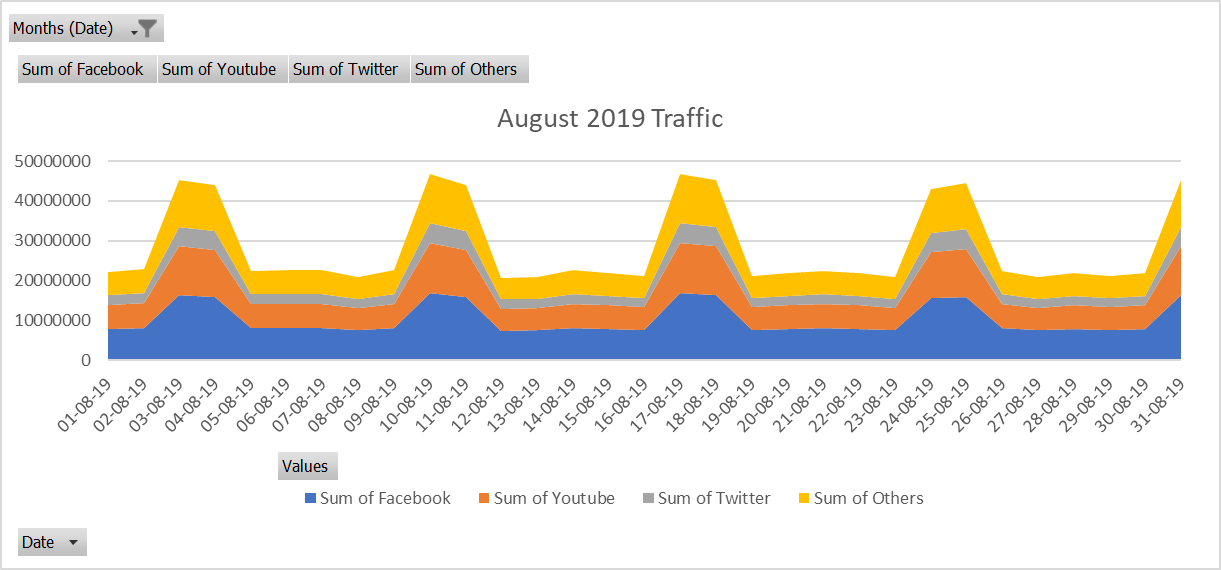 Months (Date)
Sum of Facebook Sum of Youtube Sum of Twitter Sum of Others
August 2019 Traffic
50000000
40000000
30000000
20000000
10000000
0
01-08-19 02-08-19 03-08-19 04-08-19 05-08-19 06-08-19 07-08-19 08-08-19 09-08-19 10-08-19 11-08-19 12-08-19 13-08-19 14-08-19 15-08-19 16-08-19 17-08-19 18-08-19 19-08-19 20-08-19 21-08-19 22-08-19 23-08-19 24-08-19 25-08-19 26-08-19 27-08-19 28-08-19 29-08-19 30-08-19 31-08-19
Values
Sum of Facebook Sum of Youtube Sum of Twitter Sum of Others
Date